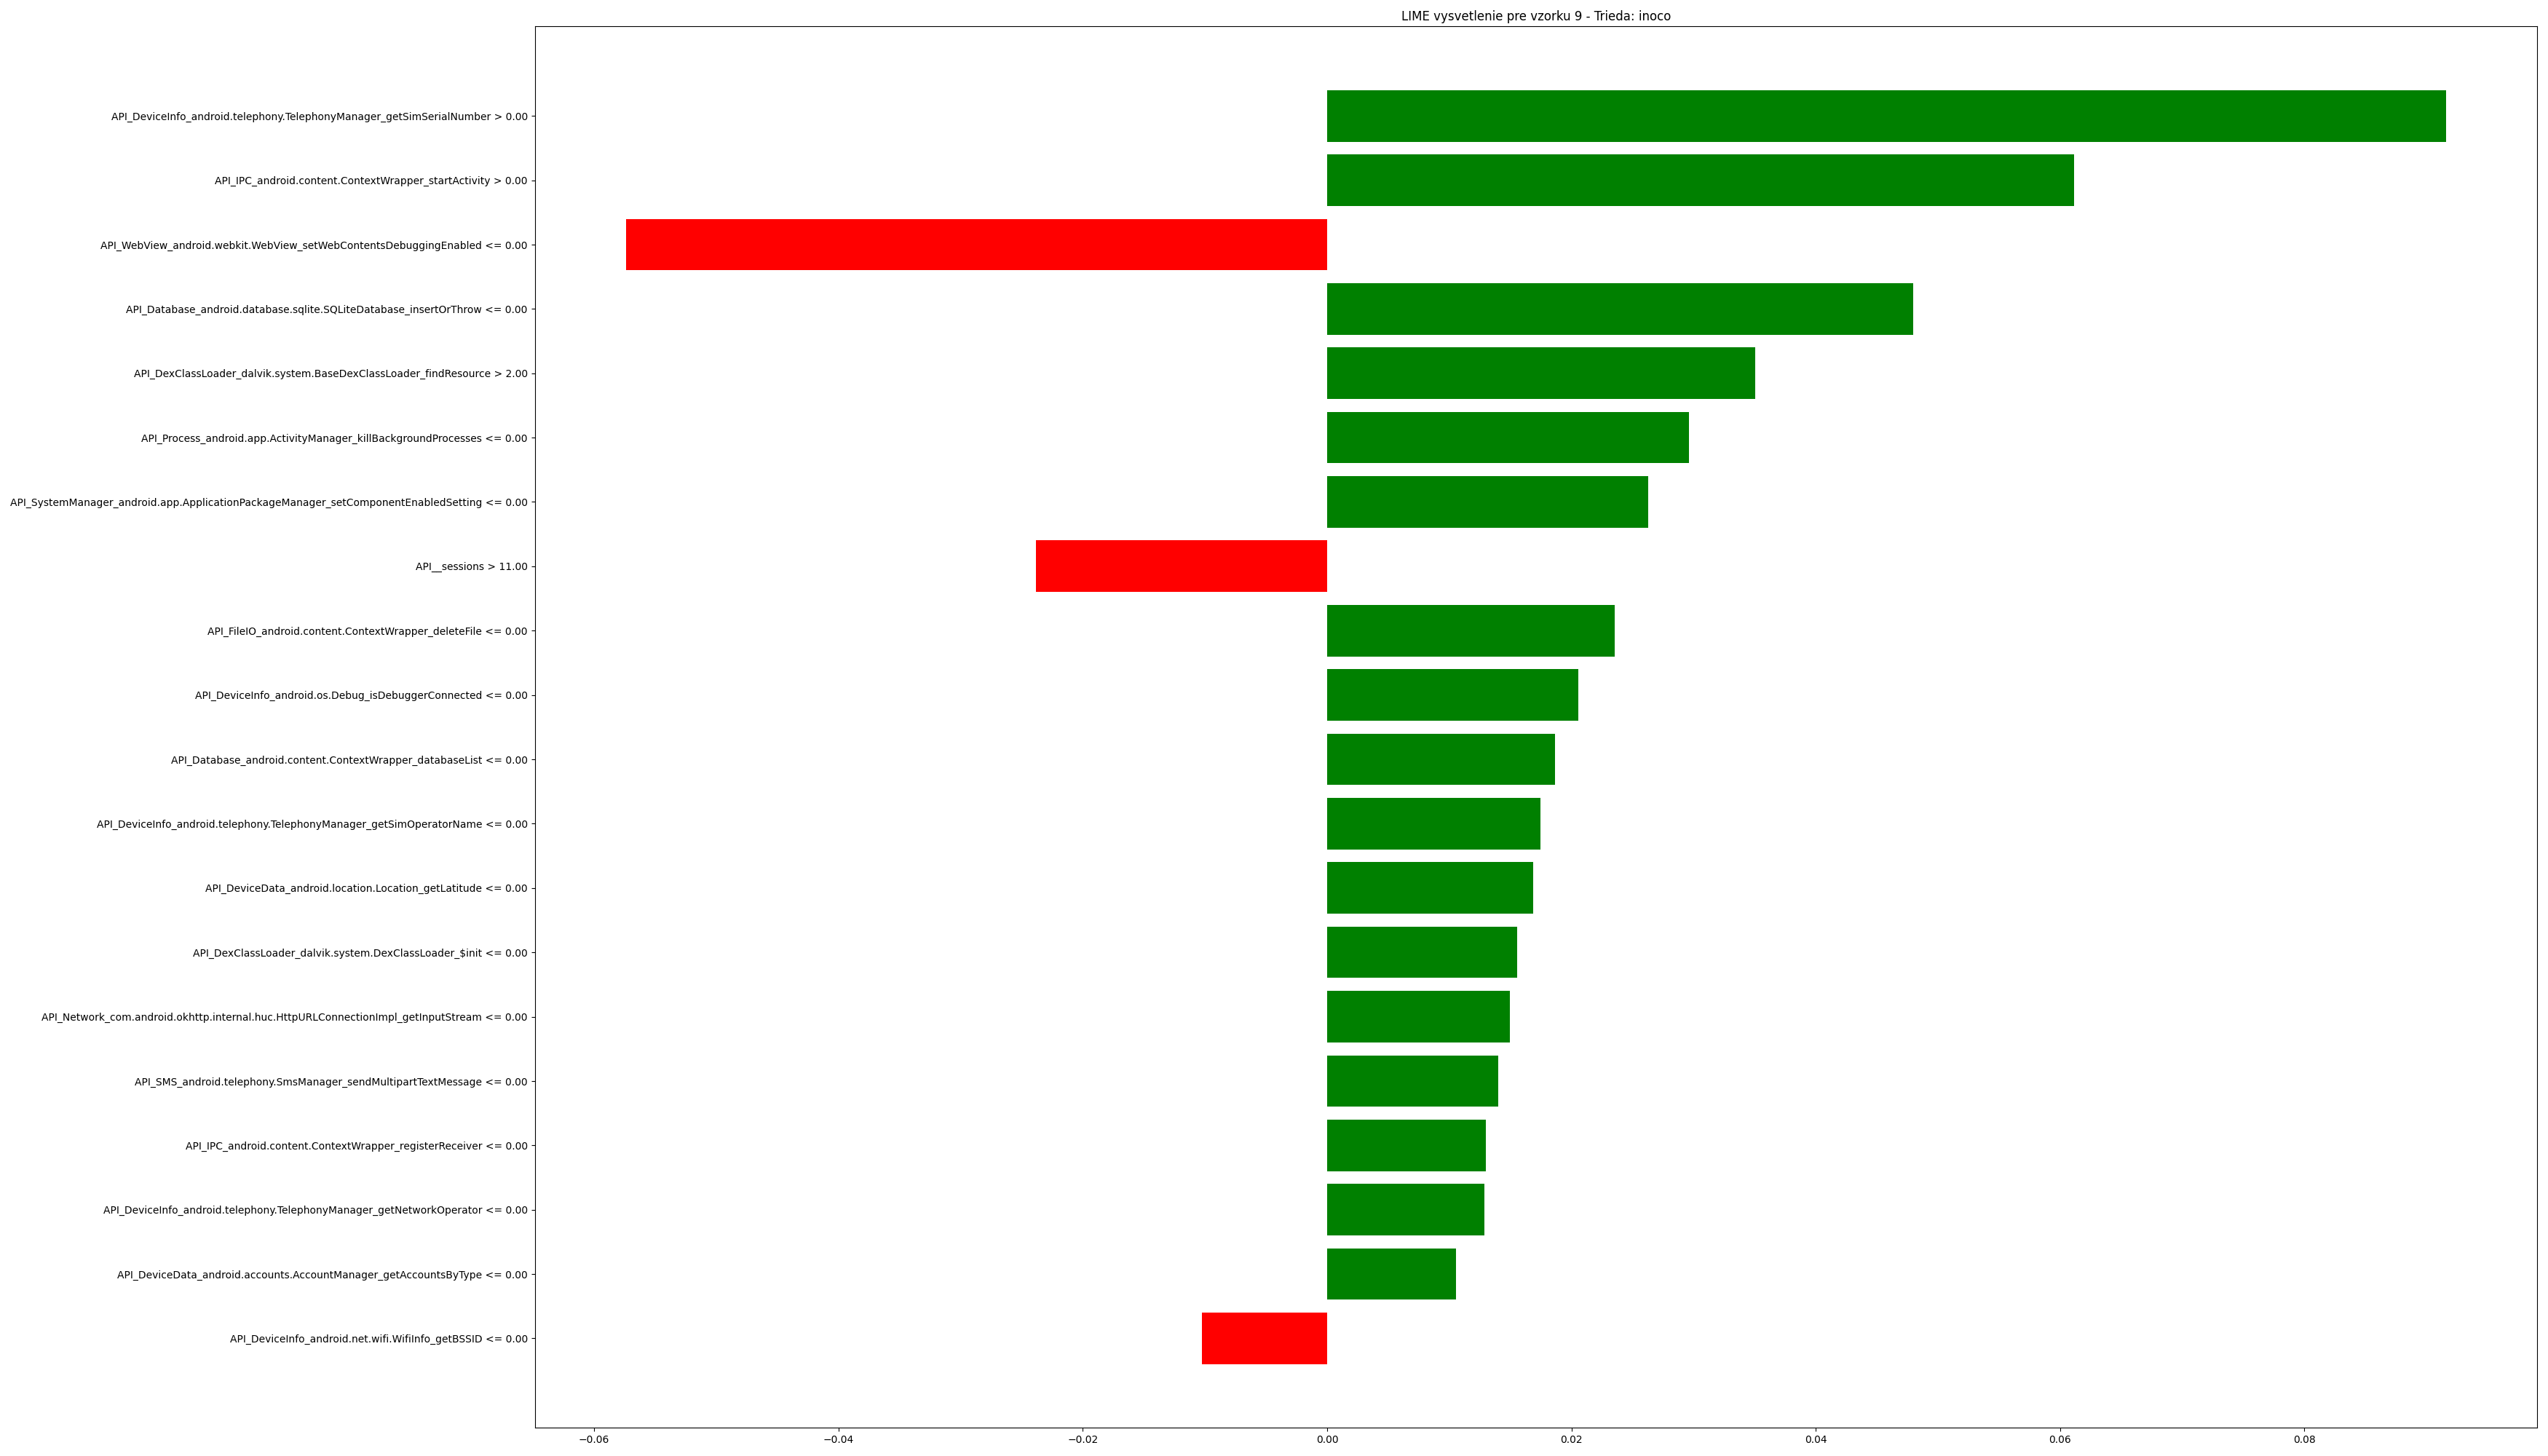 LIME vysvetlenie pre vzorku 9 - Trieda: inoco
API_DeviceInfo_android.telephony.TelephonyManager_getSimSerialNumber > 0.00
API_IPC_android.content.ContextWrapper_startActivity > 0.00
API_WebView_android.webkit.WebView_setWebContentsDebuggingEnabled <= 0.00
API_Database_android.database.sqlite.SQLiteDatabase_insertOrThrow <= 0.00
API_DexClassLoader_dalvik.system.BaseDexClassLoader_findResource > 2.00
API_Process_android.app.ActivityManager_killBackgroundProcesses <= 0.00
API_SystemManager_android.app.ApplicationPackageManager_setComponentEnabledSetting <= 0.00
API__sessions > 11.00
API_FileIO_android.content.ContextWrapper_deleteFile <= 0.00
API_DeviceInfo_android.os.Debug_isDebuggerConnected <= 0.00
API_Database_android.content.ContextWrapper_databaseList <= 0.00
API_DeviceInfo_android.telephony.TelephonyManager_getSimOperatorName <= 0.00
API_DeviceData_android.location.Location_getLatitude <= 0.00
API_DexClassLoader_dalvik.system.DexClassLoader_$init <= 0.00
API_Network_com.android.okhttp.internal.huc.HttpURLConnectionImpl_getInputStream <= 0.00
API_SMS_android.telephony.SmsManager_sendMultipartTextMessage <= 0.00
API_IPC_android.content.ContextWrapper_registerReceiver <= 0.00
API_DeviceInfo_android.telephony.TelephonyManager_getNetworkOperator <= 0.00
API_DeviceData_android.accounts.AccountManager_getAccountsByType <= 0.00
API_DeviceInfo_android.net.wifi.WifiInfo_getBSSID <= 0.00
−0.06 −0.04 −0.02 0.00 0.02 0.04 0.06 0.08